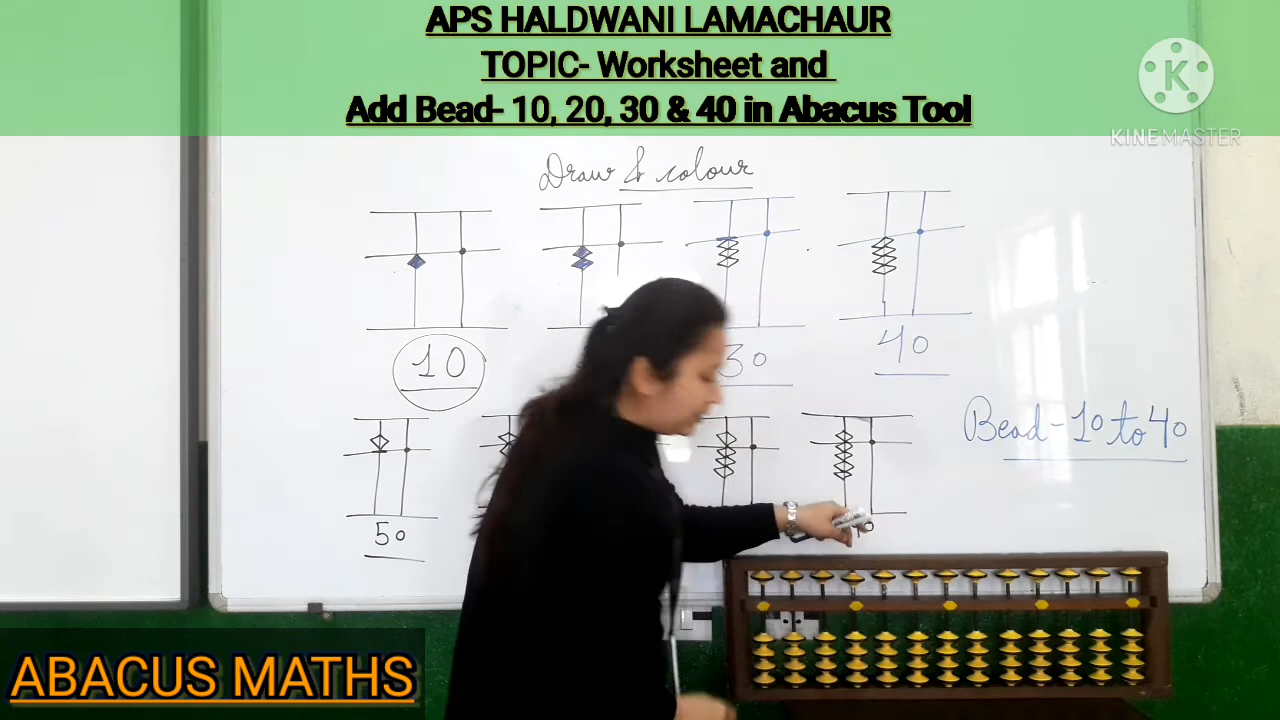 APS HALDWANI LAMACHAUR
TOPIC- Worksheet and
Add Bead- 10, 20, 30 & 40 in Abacus Tool
K
KINEMASTER
Draw & colour
10
30
40
Bead - 10 to 40
50
ABACUS MATHS